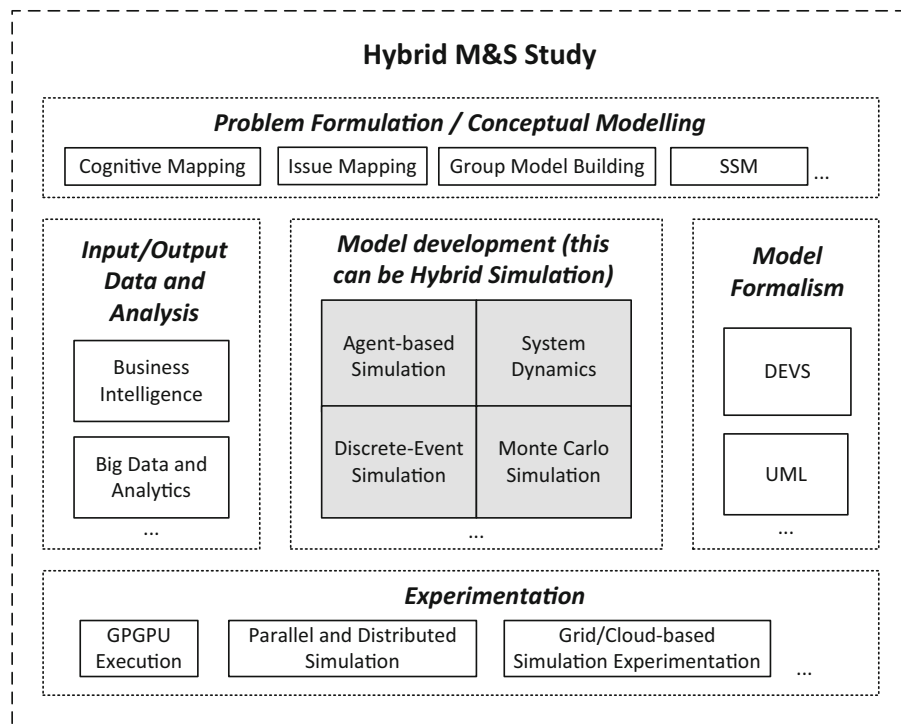 Hybrid M&S Study
Problem Formulation / Conceptual Modelling
Cognitive Mapping
Issue Mapping
Group Model Building
SSM
...
Input/Output
Data and
Analysis
Business
Intelligence
Big Data and
Analytics
...
Model development (this
can be Hybrid Simulation)
Agent-based
Simulation
System
Dynamics
Discrete-Event
Simulation
Monte Carlo
Simulation
...
Model
Formalism
DEVS
UML
...
Experimentation
GPGPU
Execution
Parallel and Distributed
Simulation
Grid/Cloud-based
Simulation Experimentation
...